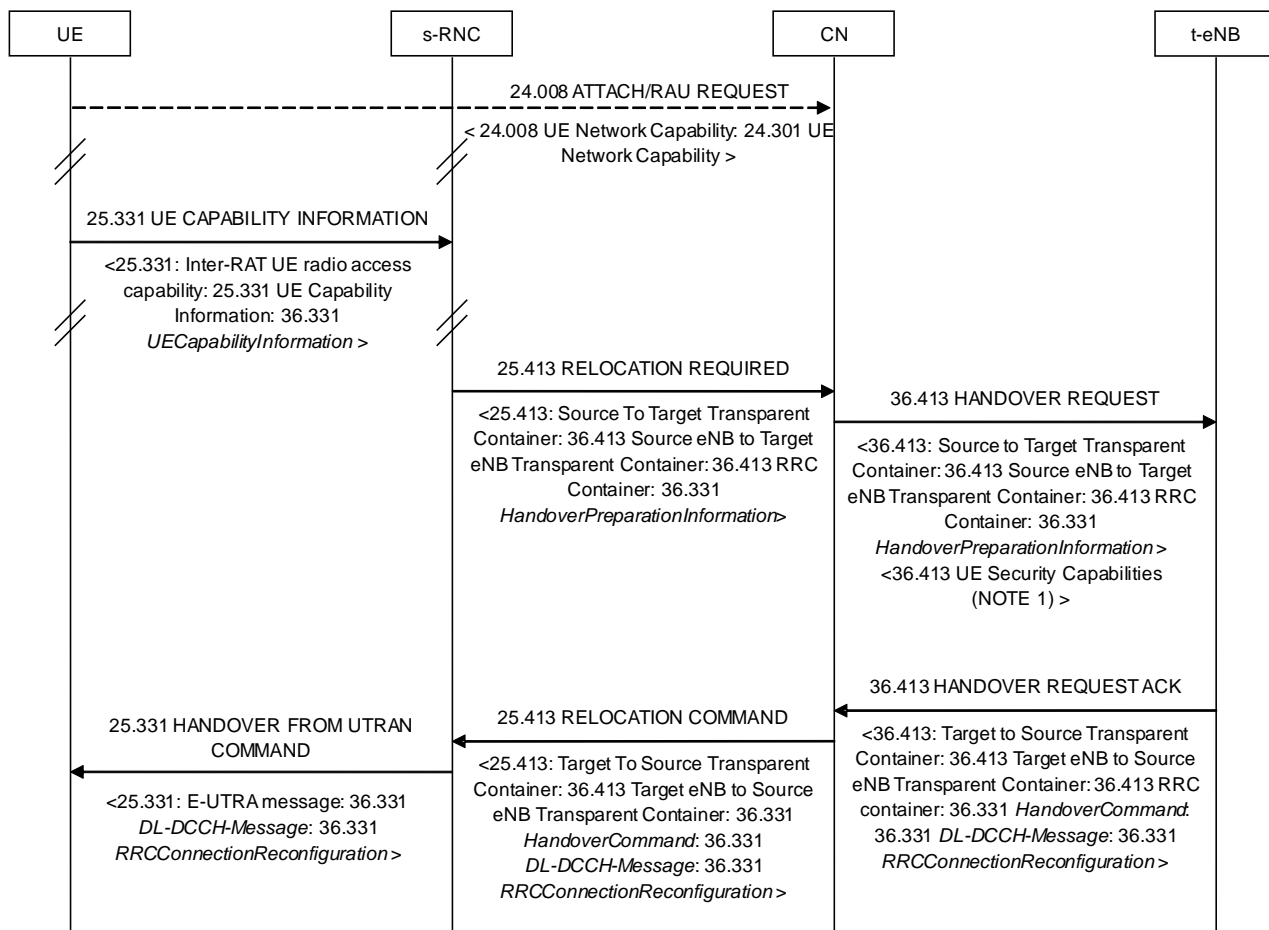 UE
s-RNC
CN
t-eNB
24.008 ATTACH/RAU REQUEST
< 24.008 UE Network Capability: 24.301 UE
Network Capability >
25.331 UE CAPABILITY INFORMATION
<25.331: Inter-RAT UE radio access
capability: 25.331 UE Capability
Information: 36.331
UECapabilityInformation >
25.413 RELOCATION REQUIRED
<25.413: Source To Target Transparent
Container: 36.413 Source eNB to Target
eNB Transparent Container: 36.413 RRC
Container: 36.331
HandoverPreparationInformation>
36.413 HANDOVER REQUEST
<36.413: Source to Target Transparent
Container: 36.413 Source eNB to Target
eNB Transparent Container: 36.413 RRC
Container: 36.331
HandoverPreparationInformation >
<36.413 UE Security Capabilities
(NOTE 1) >
36.413 HANDOVER REQUEST ACK
<36.413: Target to Source Transparent
Container: 36.413 Target eNB to Source
eNB Transparent Container: 36.413 RRC
container: 36.331 HandoverCommand:
36.331 DL-DCCH-Message: 36.331
RRCConnectionReconfiguration >
25.413 RELOCATION COMMAND
<25.413: Target To Source Transparent
Container: 36.413 Target eNB to Source
eNB Transparent Container: 36.331
HandoverCommand: 36.331
DL-DCCH-Message: 36.331
RRCConnectionReconfiguration >
25.331 HANDOVER FROM UTRAN
COMMAND
<25.331: E-UTRA message: 36.331
DL-DCCH-Message: 36.331
RRCConnectionReconfiguration >